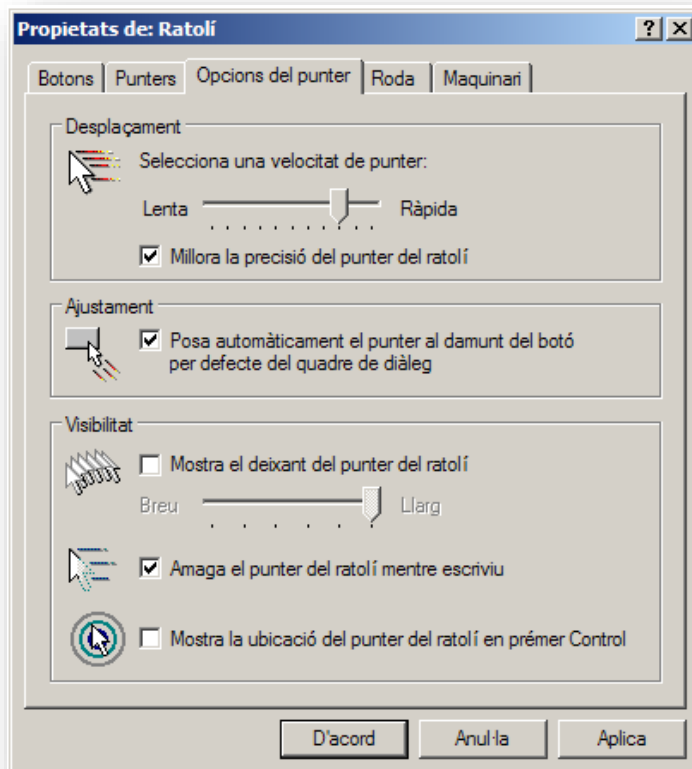 Propietats de: Ratolí
Botons Punters Opcions del punter Roda Maquinari
Desplaçament
Selecciona una velocitat de punter:
Lenta Ràpida
Millora la precisió del punter del ratolí
Ajustament
Posa automàticament el punter al damunt del botó
per defecte del quadre de diàleg
Visibilitat
Mostra el deixant del punter del ratolí
Breu Llarg
Amaga el punter del ratolí mentre escriviu
Mostra la ubicació del punter del ratolí en prémer Control
D'acord Anul·la Aplica